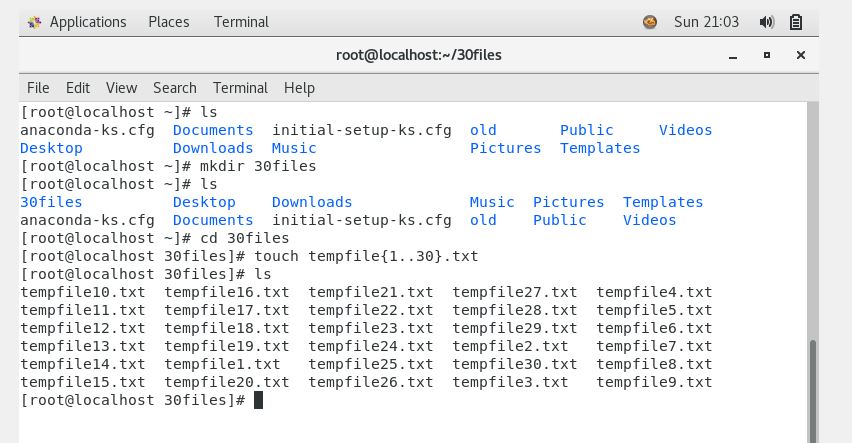 Applications Places Terminal Sun 21:03
root@localhost:~/30files
File Edit View Search Terminal Help
[root@localhost ~]# ls
anaconda-ks.cfg  Documents  initial-setup-ks.cfg  old       Public     Videos
Desktop          Downloads  Music                 Pictures  Templates
[root@localhost ~]# mkdir 30files
[root@localhost ~]# ls
30files          Desktop    Downloads             Music  Pictures  Templates
anaconda-ks.cfg  Documents  initial-setup-ks.cfg  old    Public    Videos
[root@localhost ~]# cd 30files
[root@localhost 30files]# touch tempfile{1..30}.txt
[root@localhost 30files]# ls
tempfile10.txt  tempfile16.txt  tempfile21.txt  tempfile27.txt  tempfile4.txt
tempfile11.txt  tempfile17.txt  tempfile22.txt  tempfile28.txt  tempfile5.txt
tempfile12.txt  tempfile18.txt  tempfile23.txt  tempfile29.txt  tempfile6.txt
tempfile13.txt  tempfile19.txt  tempfile24.txt  tempfile2.txt   tempfile7.txt
tempfile14.txt  tempfile1.txt   tempfile25.txt  tempfile30.txt  tempfile8.txt
tempfile15.txt  tempfile20.txt  tempfile26.txt  tempfile3.txt   tempfile9.txt
[root@localhost 30files]#